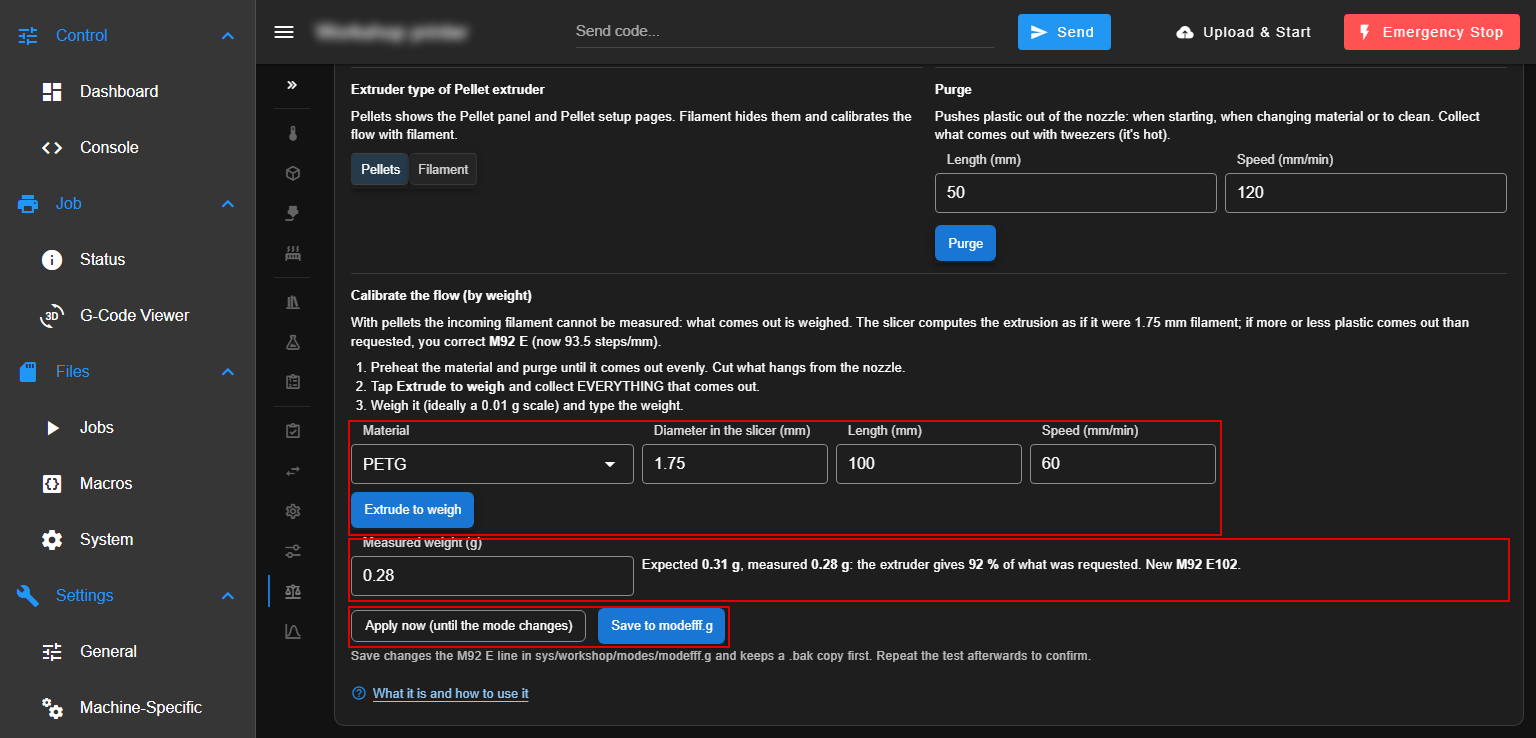 Control
Dashboard
Console
Job
Status
3D
G-Code Viewer
Files
Jobs
Macros
System
Settings
General
Machine-Specific
Send code...
Send
Upload & Start
Emergency Stop
Extruder type of Pellet extruder
Pellets shows the Pellet panel and Pellet setup pages. Filament hides them and calibrates the
flow with filament.
Pellets
Filament
Purge
Pushes plastic out of the nozzle: when starting, when changing material or to clean. Collect
what comes out with tweezers (it's hot).
Length (mm)
Speed (mm/min)
50
120
Purge
Calibrate the flow (by weight)
With pellets the incoming filament cannot be measured: what comes out is weighed. The slicer computes the extrusion as if it were 1.75 mm filament; if more or less plastic comes out than
requested, you correct M92 E (now 93.5 steps/mm).
1. Preheat the material and purge until it comes out evenly. Cut what hangs from the nozzle.
2. Tap Extrude to weigh and collect EVERYTHING that comes out.
3. Weigh it (ideally a 0.01 g scale) and type the weight.
Material
Diameter in the slicer (mm)
Length (mm)
Speed (mm/min)
PETG
1.75
100
60
Extrude to weigh
Measured weight (g)
0.28
Expected 0.31 g, measured 0.28 g: the extruder gives 92 % of what was requested. New M92 E102.
Apply now (until the mode changes)
Save to modefff.g
Save changes the M92 E line in sys/workshop/modes/modefff.g and keeps a .bak copy first. Repeat the test afterwards to confirm.
What it is and how to use it